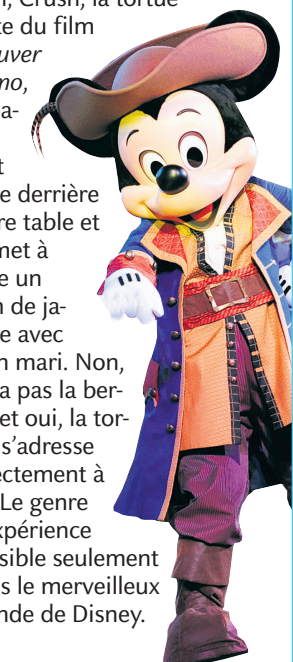 , Crush, la tortue
te du film
uver
mo,
a-
t
e derrière
re table et
met à
e un
n de ja-
e avec
n mari. Non,
a pas la ber-
et oui, la tor-
s'adresse
ectement à
Le genre
xpérience
sible seulement
s le merveilleux
nde de Disney.